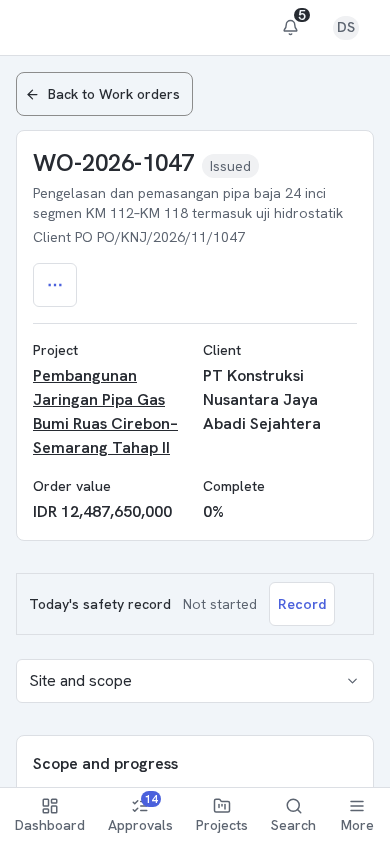 5
DS
Back to Work orders
WO-2026-1047 Issued
Pengelasan dan pemasangan pipa baja 24 inci
segmen KM 112–KM 118 termasuk uji hidrostatik
Client PO PO/KNJ/2026/11/1047
Project
Pembangunan
Jaringan Pipa Gas
Bumi Ruas Cirebon–
Semarang Tahap II
Client
PT Konstruksi
Nusantara Jaya
Abadi Sejahtera
Order value
IDR 12,487,650,000
Complete
0%
Today's safety record Not started Record
Site and scope
Scope and progress
14
Dashboard Approvals Projects Search More